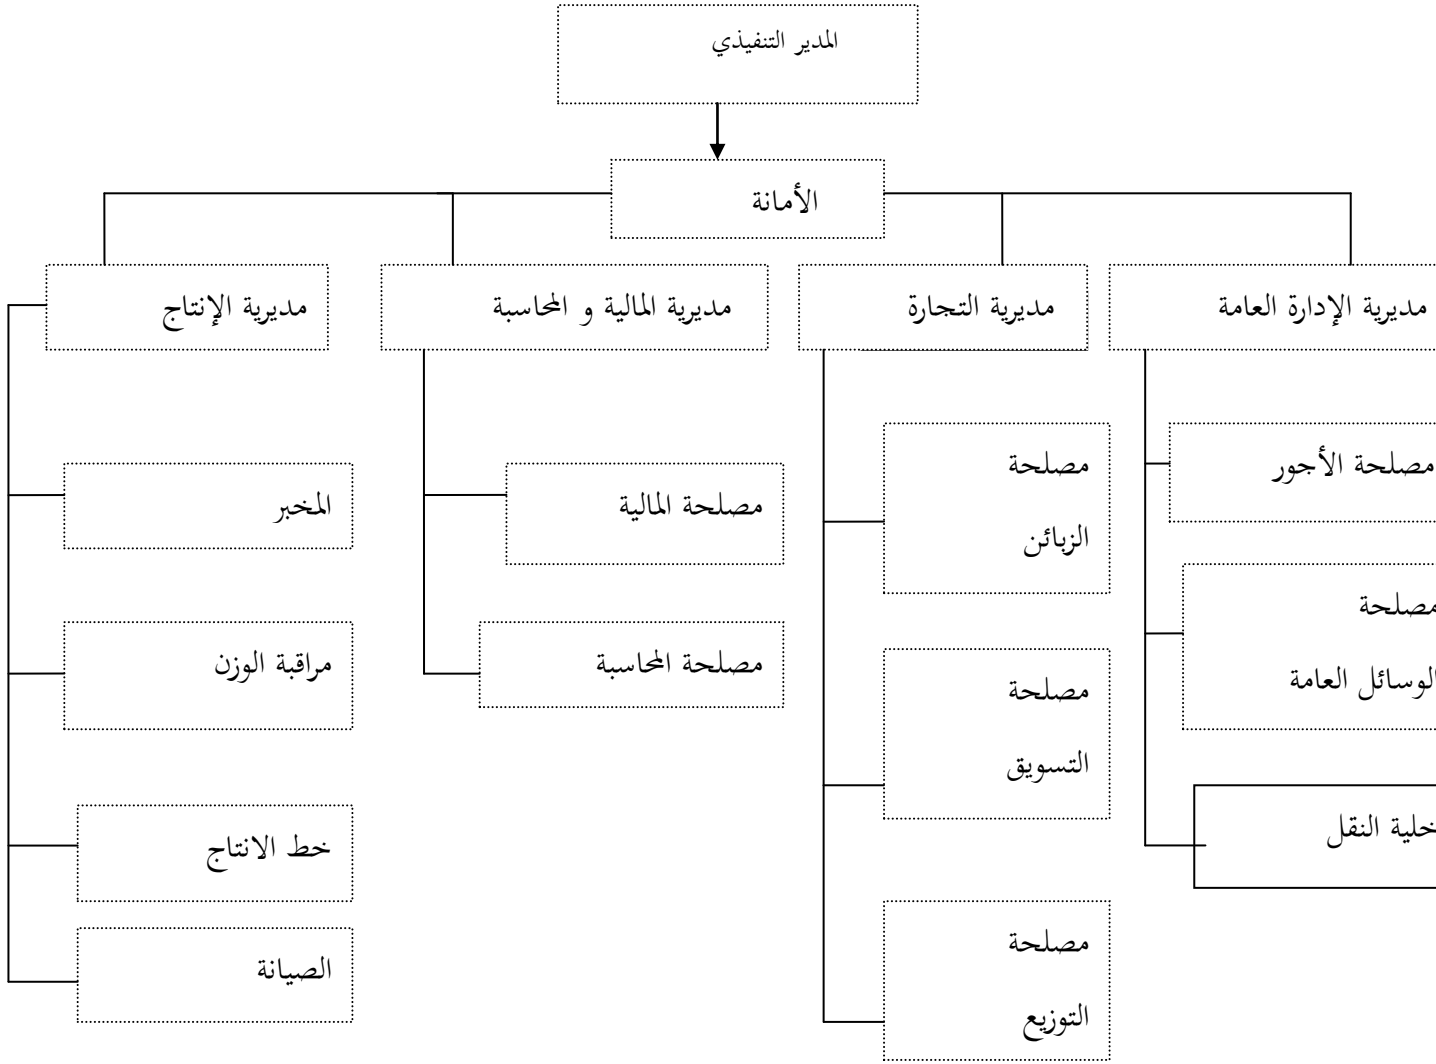 المدير التنفيذي
الأمانة
مديرية الإدارة العامة
مديرية التجارة
مديرية المالية و المحاسبة
مديرية الإنتاج
مصلحة الأجور
مصلحة
الوسائل العامة
خلية النقل
مصلحة
الزبائن
مصلحة
التسويق
مصلحة
التوزيع
مصلحة المالية
مصلحة المحاسبة
المخبر
مراقبة الوزن
خط الانتاج
الصيانة